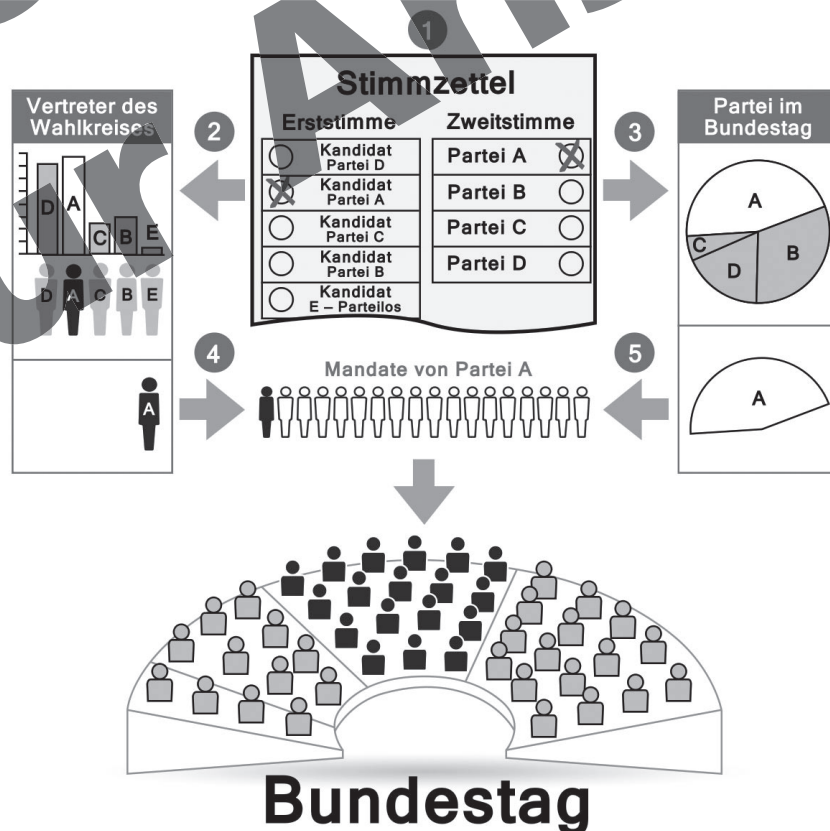 1
Stimmzettel
Erststimme
Kandidat
Partei D
Kandidat
Partei A
Kandidat
Partei C
Kandidat
Partei B
Kandidat
E – Parteilos
Zweitstimme
Partei A
Partei B
Partei C
Partei D
2
Vertreter des
Wahlkreises
D A C B E
D A C B E
3
Partei im
Bundestag
A
B
C
D
4
A
Mandate von Partei A
5
A
Bundestag